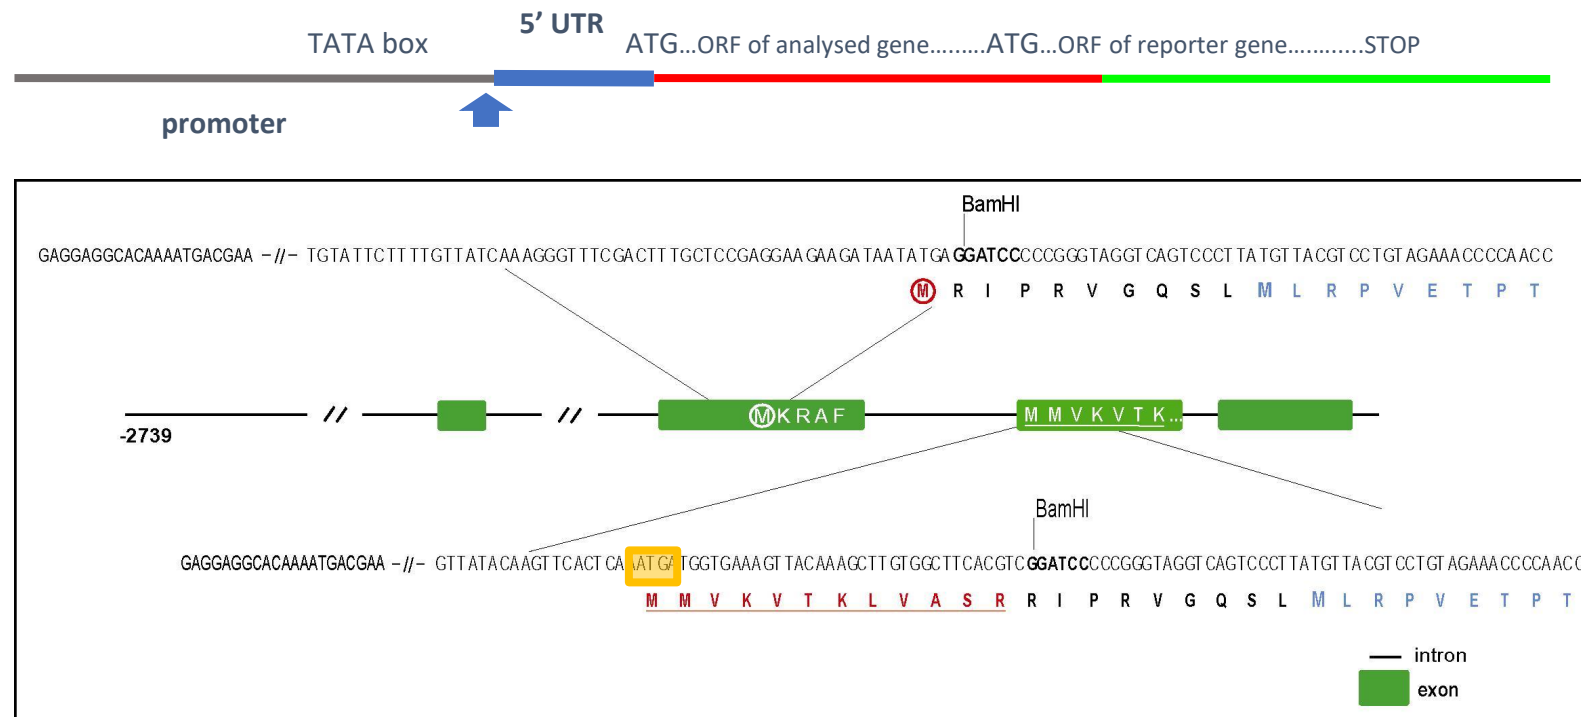 5’ UTR
TATA box
ATG...ORF of analysed gene.........ATG...ORF of reporter gene............STOP
promoter
BamHI
GAGGAGGCACAAAATGACGAA -//- TGTATTCTTTTGTTATCAAAGGGTTTCGACTTTGCTCCGAGGAAGAAGATAATATGAGGATCCCCCGGGTAGGTCAGTCCCTTATGTTACGTCCTGTAGAAACCCCAACC
M R I P R V G Q S L M L R P V E T P T
// //
MKRAF
M M V K V T K...
-2739
BamHI
GAGGAGGCACAAAATGACGAA -//- GTTATACAAGTTCACTCAAATGATGGTGAAAGTTACAAAGCTTGTGGCTTCACGTCGGATCCCCCGGGTAGGTCAGTCCCTTATGTTACGTCCTGTAGAAACCCCAACC
M M V K V T K L V A S R R I P R V G Q S L M L R P V E T P T
intron
exon